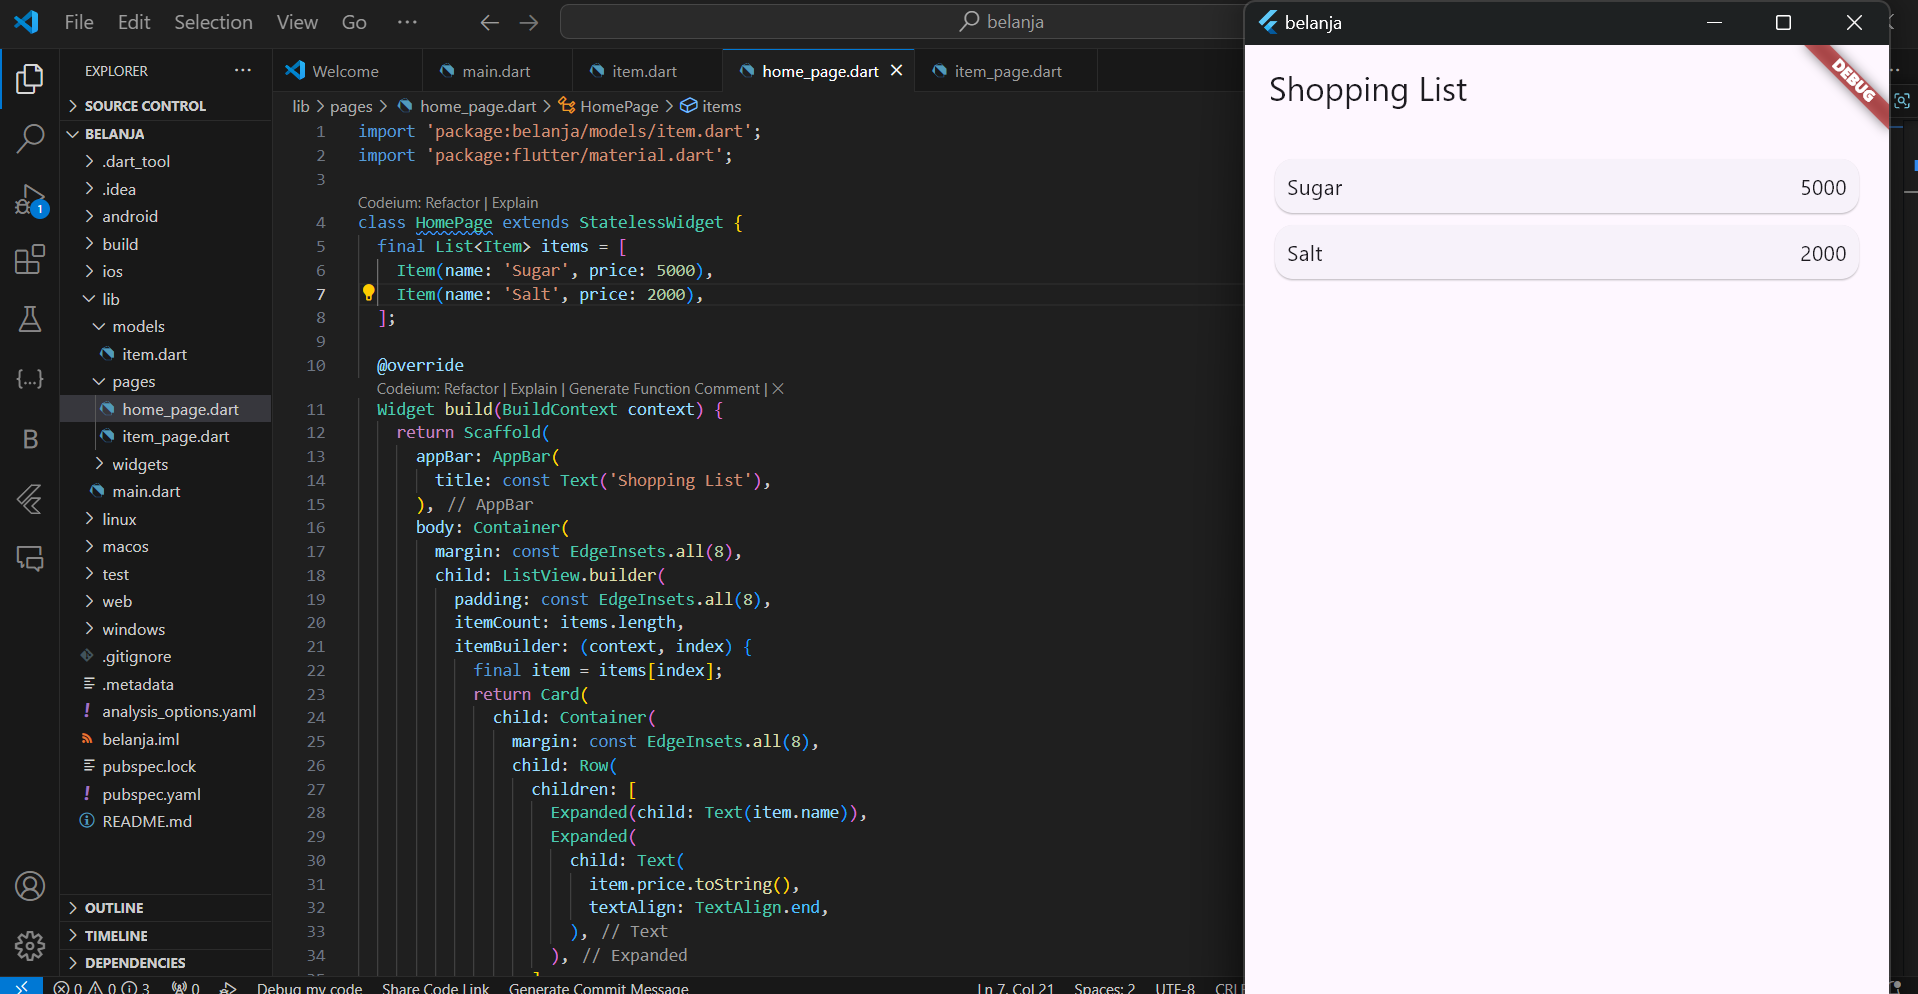 File Edit Selection View Go ··· belanja
EXPLORER ···
SOURCE CONTROL
BELANJA
.dart_tool
.idea
android
build
ios
lib
models
item.dart
pages
home_page.dart
item_page.dart
widgets
main.dart
linux
macos
test
web
windows
.gitignore
.metadata
! analysis_options.yaml
belanja.iml
pubspec.lock
! pubspec.yaml
README.md
OUTLINE
TIMELINE
DEPENDENCIES
1
B
Welcome main.dart item.dart home_page.dart item_page.dart
lib > pages > home_page.dart > HomePage > items
1 import 'package:belanja/models/item.dart';
2 import 'package:flutter/material.dart';
3
Codeium: Refactor | Explain
4 class HomePage extends StatelessWidget {
5 final List<Item> items = [
6 Item(name: 'Sugar', price: 5000),
7 Item(name: 'Salt', price: 2000),
8 ];
9
10 @override
Codeium: Refactor | Explain | Generate Function Comment | X
11 Widget build(BuildContext context) {
12 return Scaffold(
13 appBar: AppBar(
14 title: const Text('Shopping List'),
15 ), // AppBar
16 body: Container(
17 margin: const EdgeInsets.all(8),
18 child: ListView.builder(
19 padding: const EdgeInsets.all(8),
20 itemCount: items.length,
21 itemBuilder: (context, index) {
22 final item = items[index];
23 return Card(
24 child: Container(
25 margin: const EdgeInsets.all(8),
26 child: Row(
27 children: [
28 Expanded(child: Text(item.name)),
29 Expanded(
30 child: Text(
31 item.price.toString(),
32 textAlign: TextAlign.end,
33 ), // Text
34 ), // Expanded
35 ]
0 0 3 0 Debug my code Share Code Link Generate Commit Message Ln 7, Col 21 Spaces: 2 UTF-8
belanja
DEBUG
Shopping List
Sugar 5000
Salt 2000